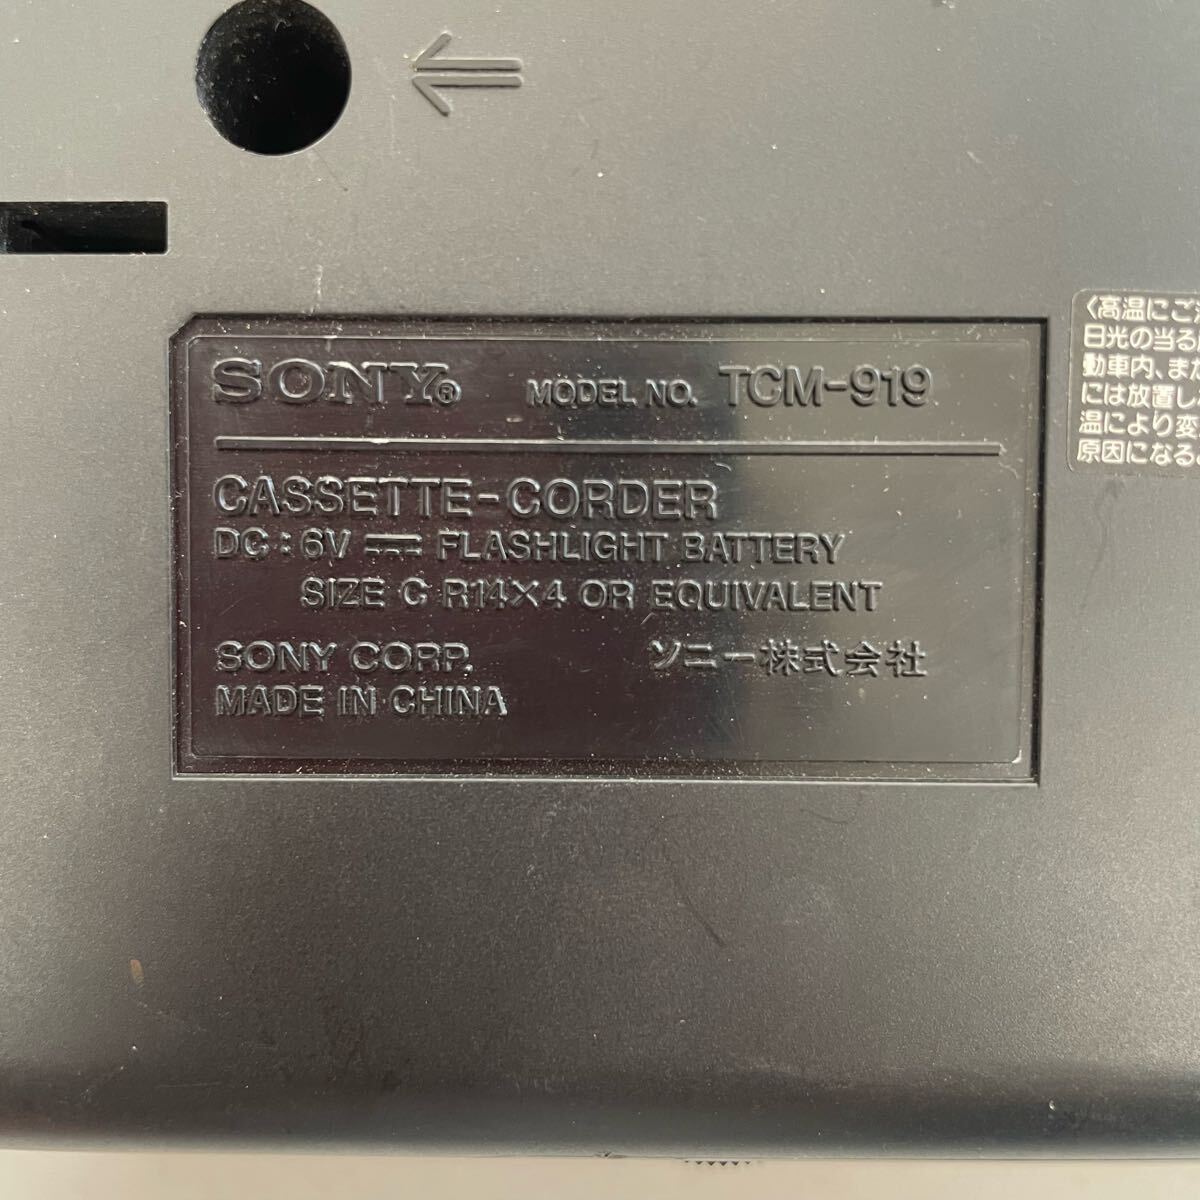 SONY® MODEL NO. TCM-919
CASSETTE-CORDER
DC : 6V ⎓ FLASHLIGHT BATTERY
SIZE C R14×4 OR EQUIVALENT
SONY CORP. ソニー株式会社
MADE IN CHINA
〈高温にご
日光の当る
動車内、また
には放置し
温により変
原因になる